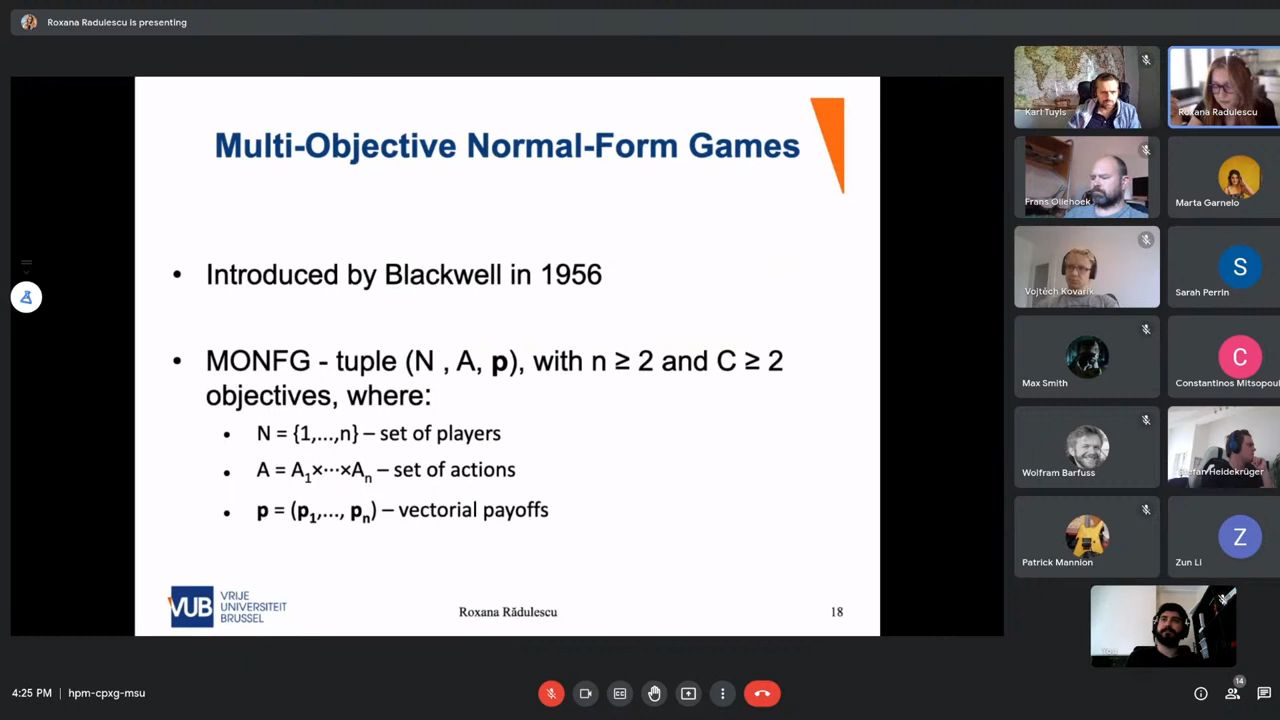 Roxana Radulescu is presenting
Multi-Objective Normal-Form Games
• Introduced by Blackwell in 1956
• MONFG - tuple (N , A, p), with n ≥ 2 and C ≥ 2
objectives, where:
• N = {1,...,n} – set of players
• A = A1×···×An – set of actions
• p = (p1,..., pn) – vectorial payoffs
VUB
VRIJE
UNIVERSITEIT
BRUSSEL
Roxana Rădulescu
18
Karl Tuyls
Roxana Radulescu
Frans Oliehoek
Marta Garnelo
Vojtěch Kovařík
S
Sarah Perrin
Max Smith
C
Constantinos Mitsopou
Wolfram Barfuss
Stefan Heidekrüger
Patrick Mannion
Z
Zun Li
You
4:25 PM | hpm-cpxg-msu
CC
14